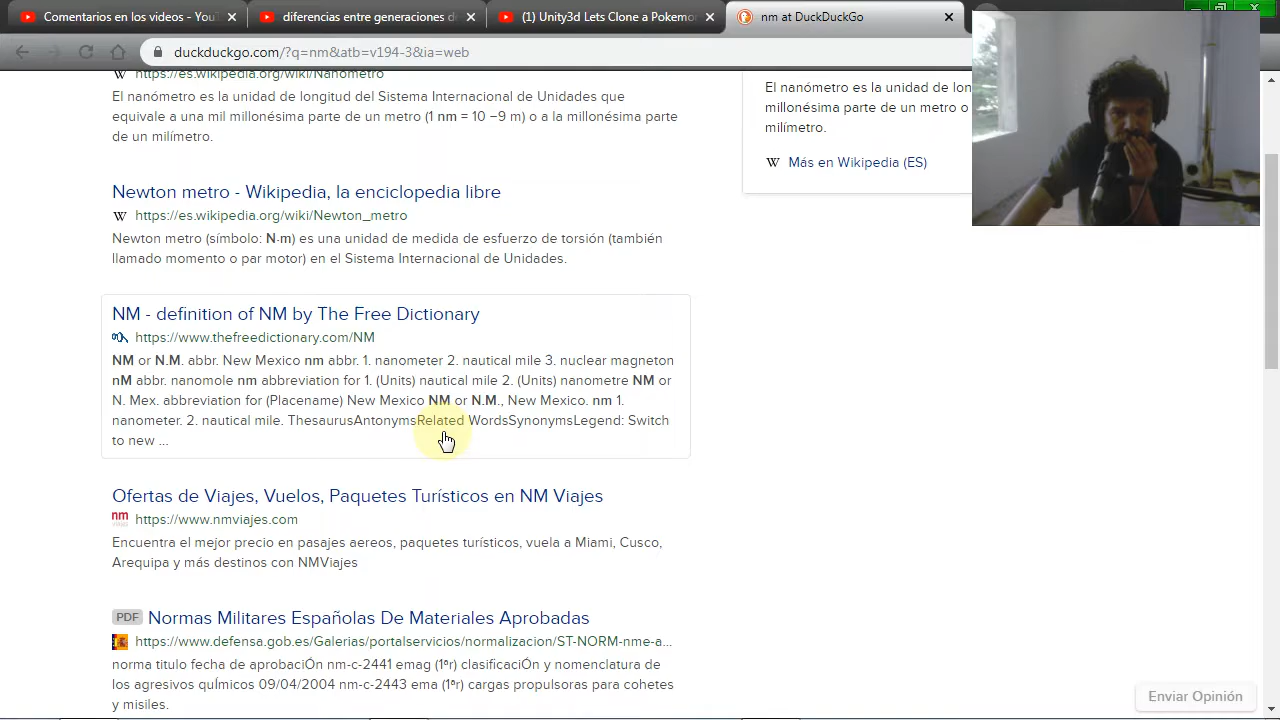 Comentarios en los videos - You
diferencias entre generaciones d
(1) Unity3d Lets Clone a Pokemo
nm at DuckDuckGo
duckduckgo.com/?q=nm&atb=v194-3&ia=web
https://es.wikipedia.org/wiki/Nanómetro
El nanómetro es la unidad de longitud del Sistema Internacional de Unidades que
equivale a una mil millonésima parte de un metro (1 nm = 10 −9 m) o a la millonésima parte
de un milímetro.
Newton metro - Wikipedia, la enciclopedia libre
https://es.wikipedia.org/wiki/Newton_metro
Newton metro (símbolo: N·m) es una unidad de medida de esfuerzo de torsión (también
llamado momento o par motor) en el Sistema Internacional de Unidades.
NM - definition of NM by The Free Dictionary
https://www.thefreedictionary.com/NM
NM or N.M. abbr. New Mexico nm abbr. 1. nanometer 2. nautical mile 3. nuclear magneton
nM abbr. nanomole nm abbreviation for 1. (Units) nautical mile 2. (Units) nanometre NM or
N. Mex. abbreviation for (Placename) New Mexico NM or N.M., New Mexico. nm 1.
nanometer. 2. nautical mile. ThesaurusAntonymsRelated WordsSynonymsLegend: Switch
to new ...
Ofertas de Viajes, Vuelos, Paquetes Turísticos en NM Viajes
nm
https://www.nmviajes.com
Encuentra el mejor precio en pasajes aereos, paquetes turísticos, vuela a Miami, Cusco,
Arequipa y más destinos con NMViajes
PDF Normas Militares Españolas De Materiales Aprobadas
https://www.defensa.gob.es/Galerias/portalservicios/normalizacion/ST-NORM-nme-a...
norma titulo fecha de aprobaciÓn nm-c-2441 emag (1ªr) clasificaciÓn y nomenclatura de
los agresivos quÍmicos 09/04/2004 nm-c-2443 ema (1ªr) cargas propulsoras para cohetes
y misiles.
El nanómetro es la unidad de lon
millonésima parte de un metro o
milímetro.
W Más en Wikipedia (ES)
Enviar Opinión